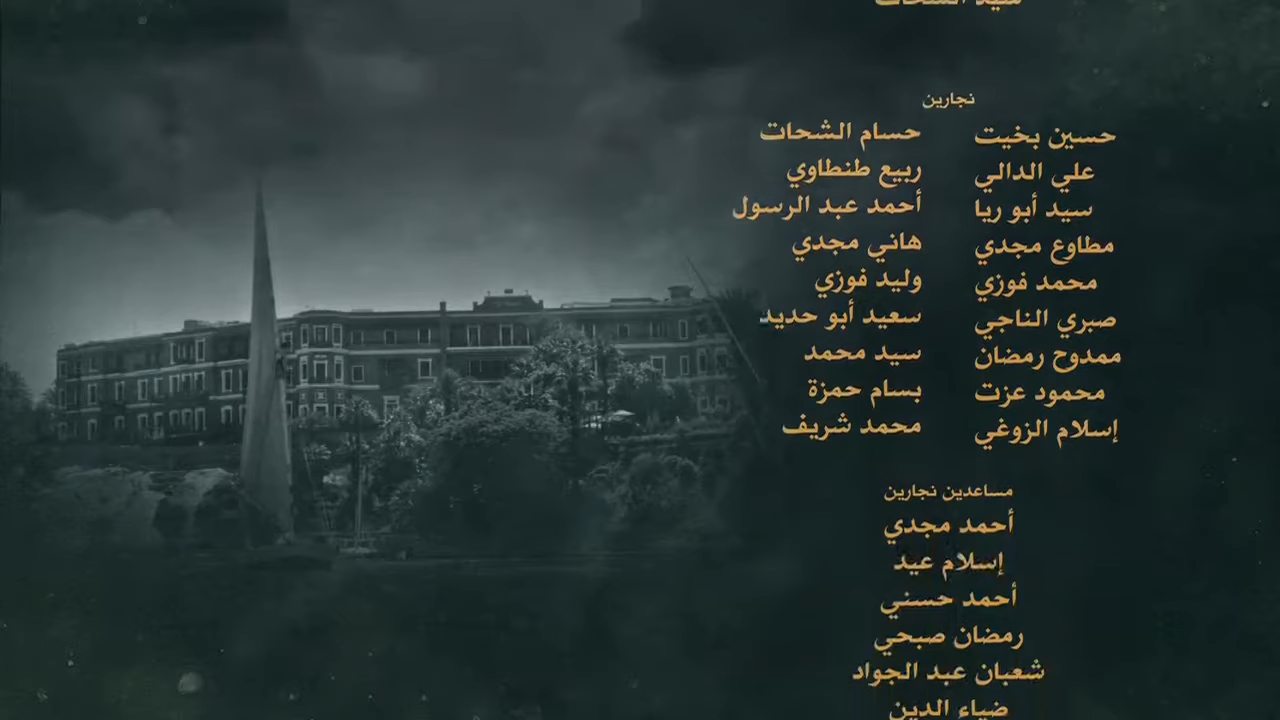 سيد الشحات
نجارين
حسين بخيت حسام الشحات
علي الدالي ربيع طنطاوي
سيد أبو ريا أحمد عبد الرسول
مطاوع مجدي هاني مجدي
محمد فوزي وليد فوزي
صبري الناجي سعيد أبو حديد
ممدوح رمضان سيد محمد
محمود عزت بسام حمزة
إسلام الزوغي محمد شريف
مساعدين نجارين
أحمد مجدي
إسلام عيد
أحمد حسني
رمضان صبحي
شعبان عبد الجواد
ضياء الدين